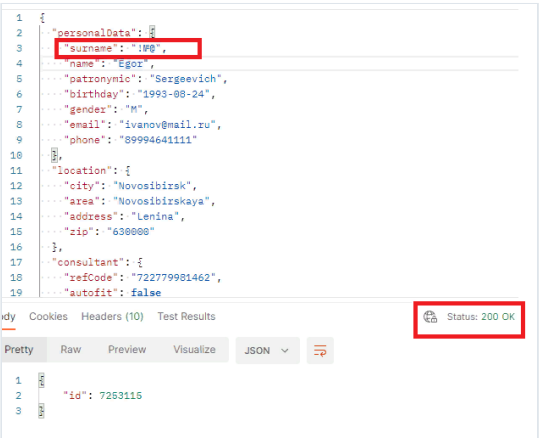 1 {
2 "personalData": {
3 "surname": "!№@",
4 "name": "Egor",
5 "patronymic": "Sergeevich",
6 "birthday": "1993-08-24",
7 "gender": "M",
8 "email": "ivanov@mail.ru",
9 "phone": "89994641111"
10 },
11 "location": {
12 "city": "Novosibirsk",
13 "area": "Novosibirskaya",
14 "address": "Lenina",
15 "zip": "630000"
16 },
17 "consultant": {
18 "refCode": "722779981462",
19 "autofit": false
dy Cookies Headers (10) Test Results Status: 200 OK
Pretty Raw Preview Visualize JSON
1 {
2 "id": 7253115
3 }